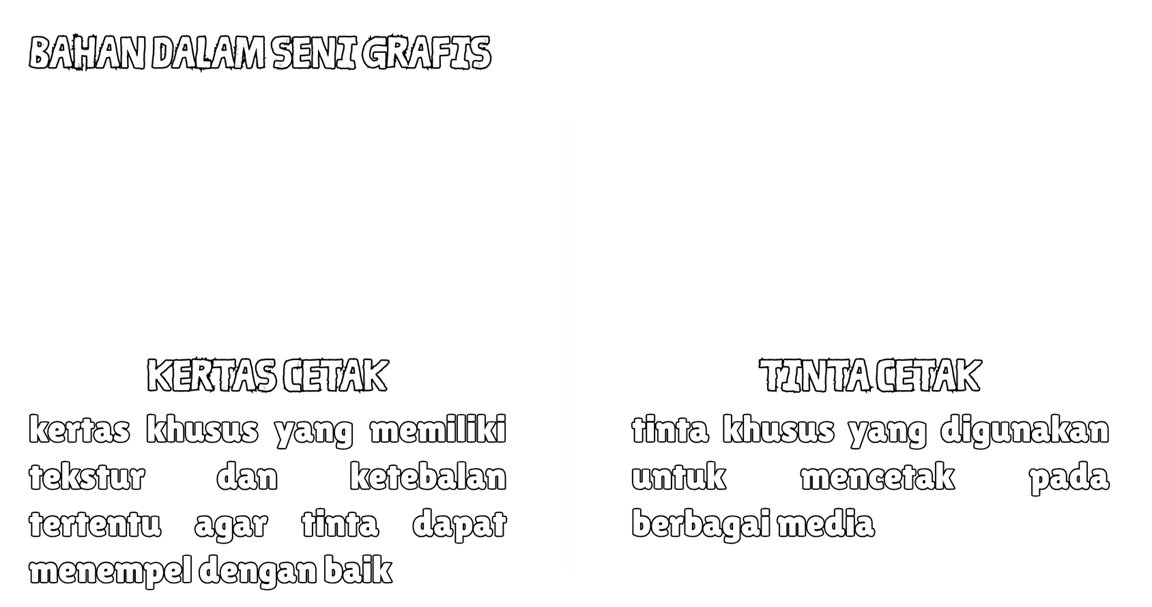 BAHAN DALAM SENI GRAFIS
KERTAS CETAK
kertas khusus yang memiliki
tekstur dan ketebalan
tertentu agar tinta dapat
menempel dengan baik
TINTA CETAK
tinta khusus yang digunakan
untuk mencetak pada
berbagai media